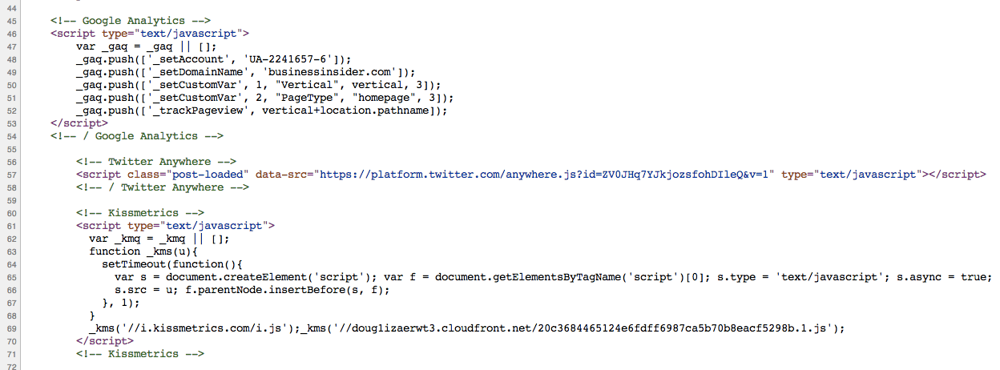 44
45 <!-- Google Analytics -->
46 <script type="text/javascript">
47 var _gaq = _gaq || [];
48 _gaq.push(['_setAccount', 'UA-2241657-6']);
49 _gaq.push(['_setDomainName', 'businessinsider.com']);
50 _gaq.push(['_setCustomVar', 1, "Vertical", vertical, 3]);
51 _gaq.push(['_setCustomVar', 2, "PageType", "homepage", 3]);
52 _gaq.push(['_trackPageview', vertical+location.pathname]);
53 </script>
54 <!-- / Google Analytics -->
55
56 <!-- Twitter Anywhere -->
57 <script class="post-loaded" data-src="https://platform.twitter.com/anywhere.js?id=ZV0JHq7YJkjozsfohDIleQ&v=1" type="text/javascript"></script>
58 <!-- / Twitter Anywhere -->
59
60 <!-- Kissmetrics -->
61 <script type="text/javascript">
62 var _kmq = _kmq || [];
63 function _kms(u){
64 setTimeout(function(){
65 var s = document.createElement('script'); var f = document.getElementsByTagName('script')[0]; s.type = 'text/javascript'; s.async = true;
66 s.src = u; f.parentNode.insertBefore(s, f);
67 }, 1);
68 }
69 _kms('//i.kissmetrics.com/i.js');_kms('//douglizaerwt3.cloudfront.net/20c3684465124e6fdff6987ca5b70b8eacf5298b.1.js');
70 </script>
71 <!-- Kissmetrics -->
72